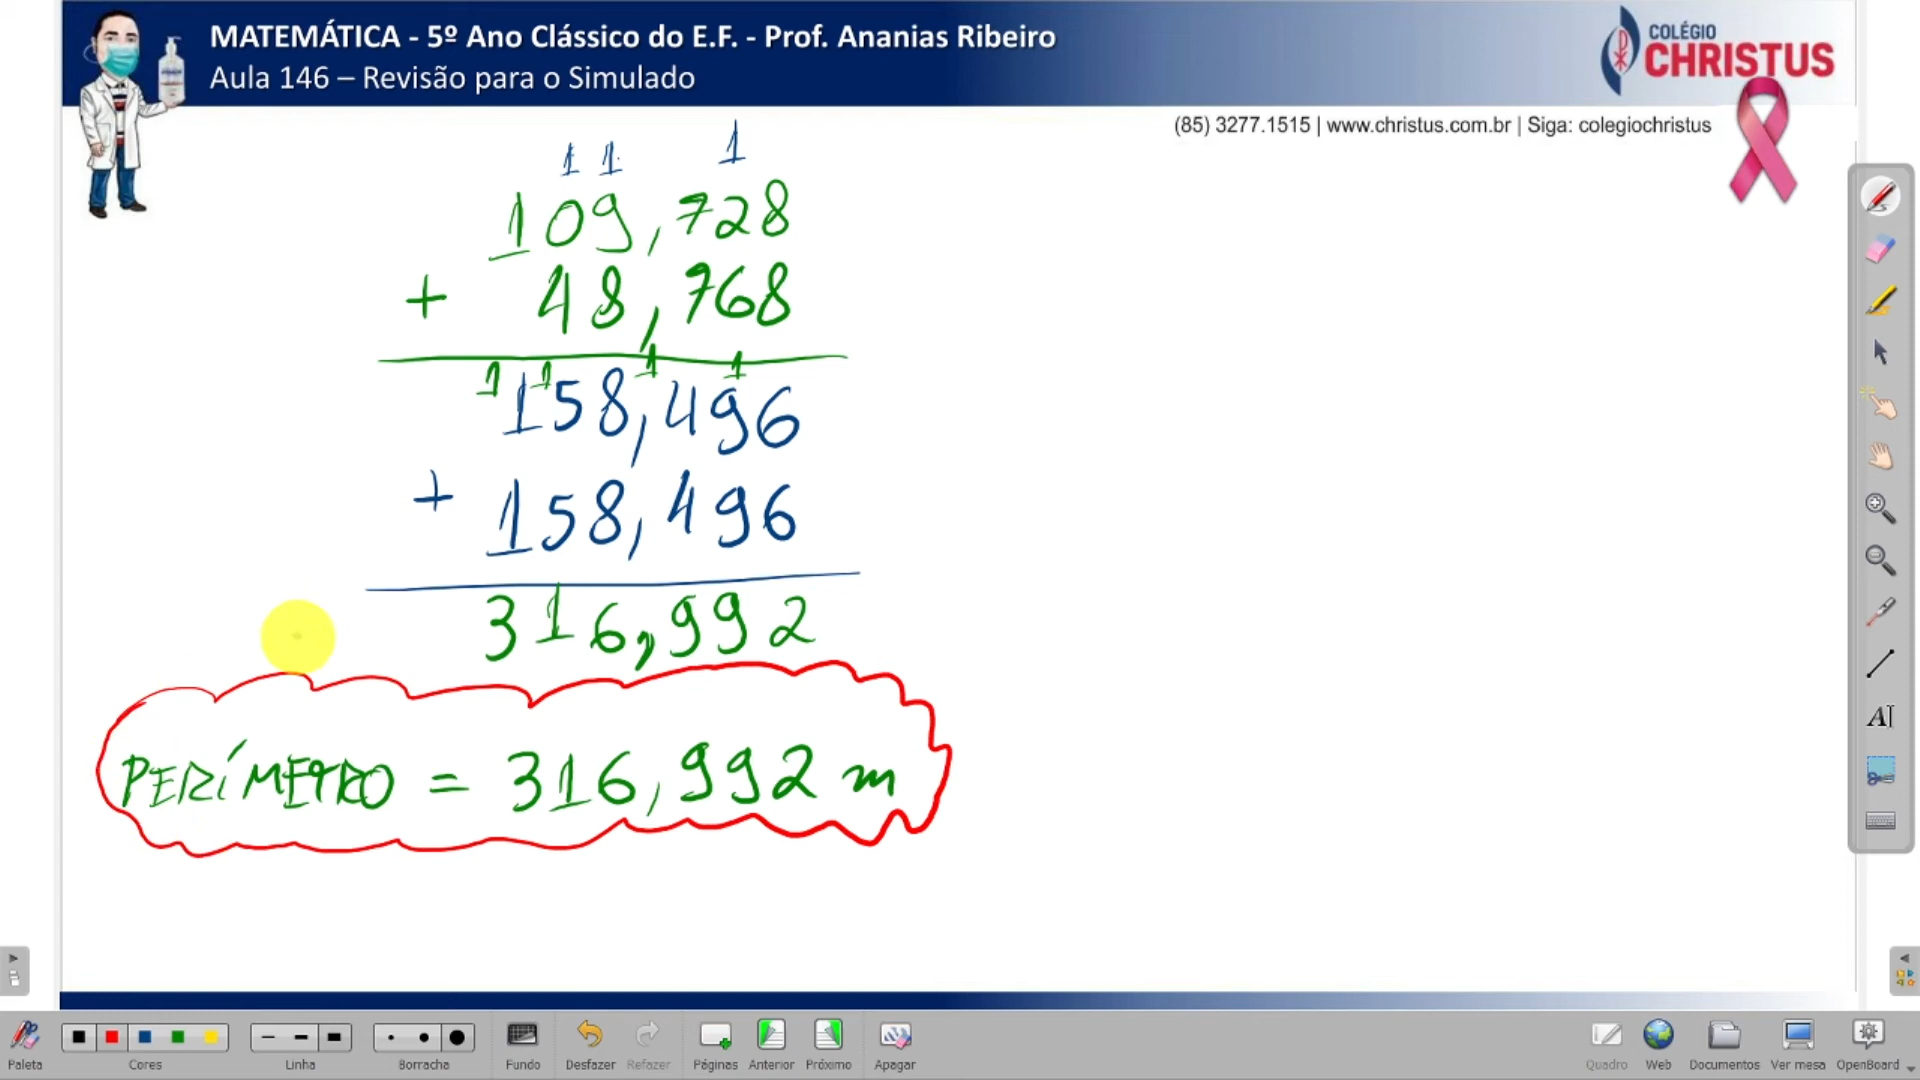 MATEMÁTICA - 5º Ano Clássico do E.F. - Prof. Ananias Ribeiro
Aula 146 – Revisão para o Simulado
COLÉGIO
CHRISTUS
(85) 3277.1515 | www.christus.com.br | Siga: colegiochristus
1 1 1
109,728
+ 48,768
1 1 1 1
158,496
+ 158,496
316,992
PERÍMETRO = 316,992 m
Paleta
Cores
Linha
Borracha
Fundo
Desfazer
Refazer
Páginas
Anterior
Próximo
Apagar
Quadro
Web
Documentos
Ver mesa
OpenBoard